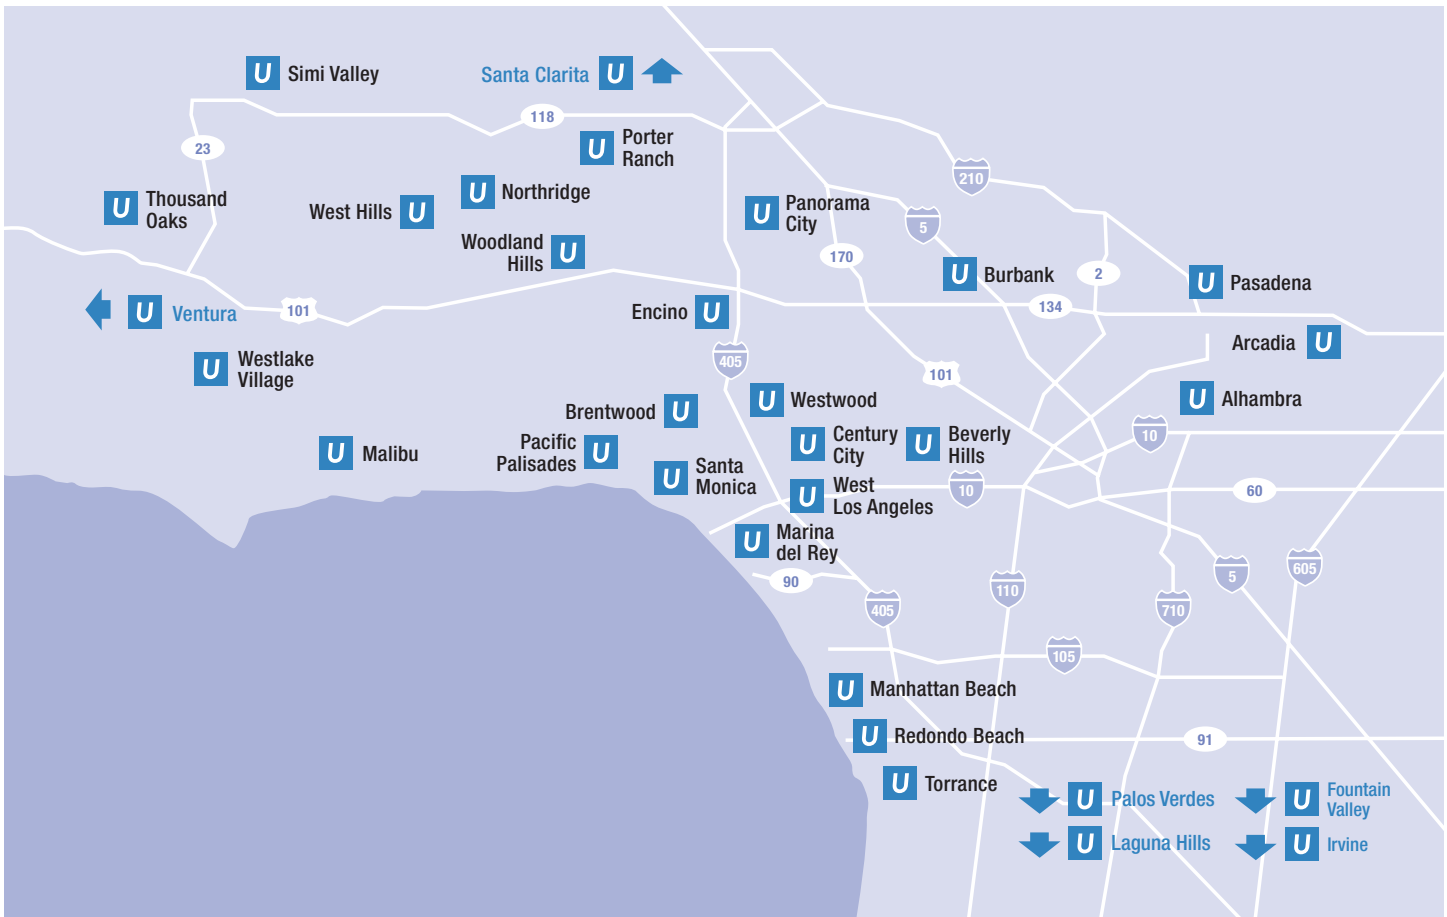 U Simi Valley
Santa Clarita U
118
23
U Porter
Ranch
U Thousand
Oaks
West Hills U
U Northridge
Woodland
Hills U
U Panorama
City
210
5
170
U Burbank
2
U Pasadena
U Ventura
101
Encino U
134
Arcadia U
U Westlake
Village
405
101
U Westwood
U Alhambra
Brentwood U
U Malibu
Pacific
Palisades U
U Santa
Monica
U Century
City
U Beverly
Hills
10
U West
Los Angeles
10
60
U Marina
del Rey
90
405
110
710
5
605
105
U Manhattan Beach
U Redondo Beach
91
U Torrance
U Palos Verdes
U Fountain
Valley
U Laguna Hills
U Irvine